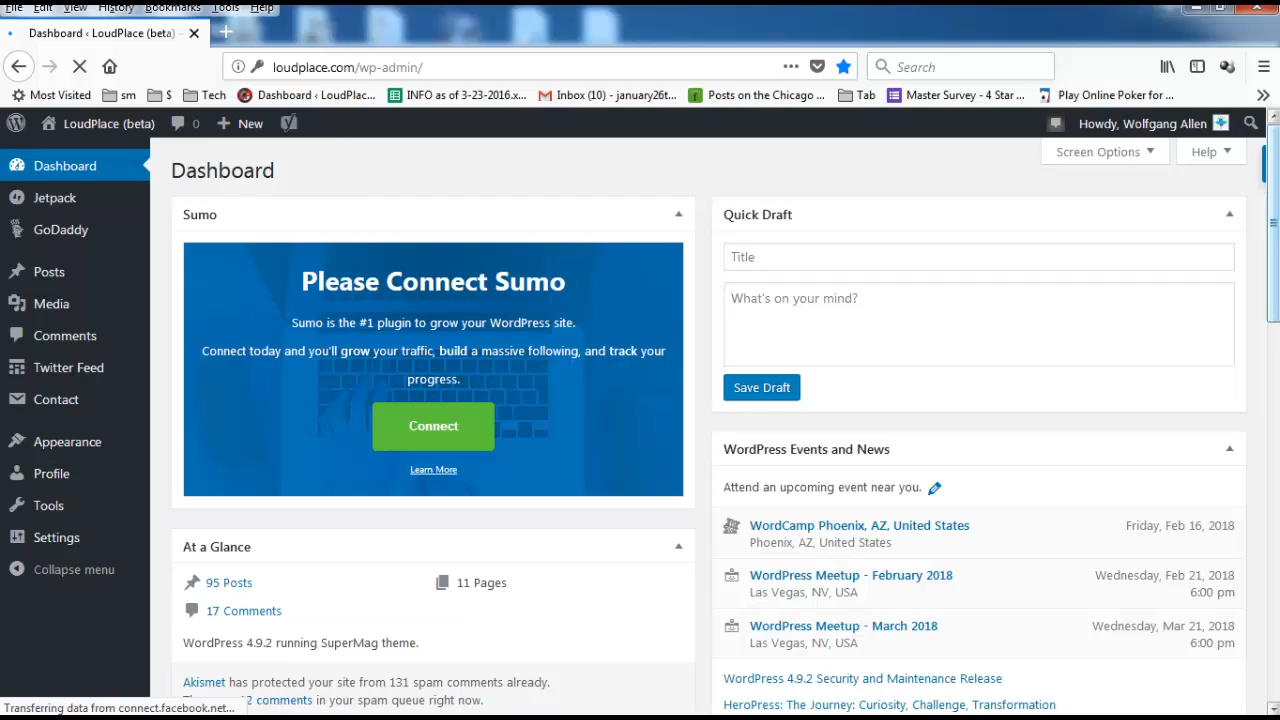 File Edit View History Bookmarks Tools Help
Dashboard ‹ LoudPlace (beta) —
loudplace.com/wp-admin/
Search
Most Visited sm $ Tech Dashboard ‹ LoudPlac... INFO as of 3-23-2016.x... Inbox (10) - january26t... Posts on the Chicago ... Tab Master Survey - 4 Star ... Play Online Poker for ...
LoudPlace (beta) 0 New Howdy, Wolfgang Allen
Dashboard
Jetpack
GoDaddy
Posts
Media
Comments
Twitter Feed
Contact
Appearance
Profile
Tools
Settings
Collapse menu
Screen Options Help
Dashboard
Sumo
Please Connect Sumo
Sumo is the #1 plugin to grow your WordPress site.
Connect today and you'll grow your traffic, build a massive following, and track your
progress.
Connect
Learn More
At a Glance
95 Posts 11 Pages
17 Comments
WordPress 4.9.2 running SuperMag theme.
Akismet has protected your site from 131 spam comments already.
comments in your spam queue right now.
Quick Draft
Title
What's on your mind?
Save Draft
WordPress Events and News
Attend an upcoming event near you.
WordCamp Phoenix, AZ, United States Friday, Feb 16, 2018
Phoenix, AZ, United States
WordPress Meetup - February 2018 Wednesday, Feb 21, 2018
Las Vegas, NV, USA 6:00 pm
WordPress Meetup - March 2018 Wednesday, Mar 21, 2018
Las Vegas, NV, USA 6:00 pm
WordPress 4.9.2 Security and Maintenance Release
HeroPress: The Journey: Curiosity, Challenge, Transformation
Transferring data from connect.facebook.net...